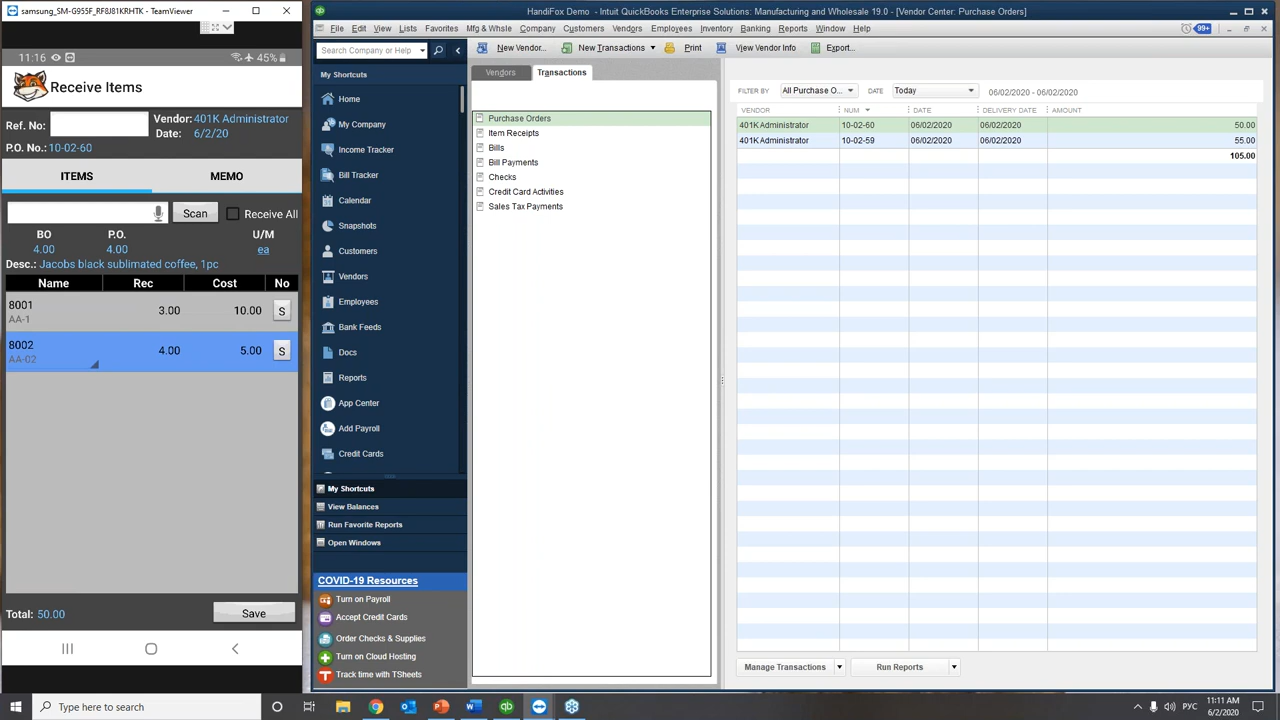 samsung_SM-G955F_RF8J81KRHTK - TeamViewer
11:16
45%
Receive Items
Ref. No:
Vendor: 401K Administrator
Date: 6/2/20
P.O. No.: 10-02-60
ITEMS
MEMO
Scan
Receive All
BO
P.O.
U/M
4.00
4.00
ea
Desc.: Jacobs black sublimated coffee, 1pc
Name Rec Cost No
8001 3.00 10.00 S
AA-1
8002 4.00 5.00 S
AA-02
Total: 50.00
Save
HandiFox Demo - Intuit QuickBooks Enterprise Solutions: Manufacturing and Wholesale 19.0 - [Vendor Center: Purchase Orders]
File Edit View Lists Favorites Mfg & Whsle Company Customers Vendors Employees Inventory Banking Reports Window Help
99+
Search Company or Help
My Shortcuts
Home
My Company
Income Tracker
Bill Tracker
Calendar
Snapshots
Customers
Vendors
Employees
Bank Feeds
Docs
Reports
App Center
Add Payroll
Credit Cards
My Shortcuts
View Balances
Run Favorite Reports
Open Windows
COVID-19 Resources
Turn on Payroll
Accept Credit Cards
Order Checks & Supplies
Turn on Cloud Hosting
Track time with TSheets
New Vendor... New Transactions Print View Vendor Info Export...
Vendors
Transactions
Purchase Orders
Item Receipts
Bills
Bill Payments
Checks
Credit Card Activities
Sales Tax Payments
FILTER BY All Purchase O... DATE Today 06/02/2020 - 06/02/2020
VENDOR NUM DATE DELIVERY DATE AMOUNT
401K Administrator 10-02-60 06/02/2020 06/02/2020 50.00
401K Administrator 10-02-59 06/02/2020 06/02/2020 55.00
105.00
Manage Transactions
Run Reports
Type here to search
РУС
11:11 AM
6/2/2020